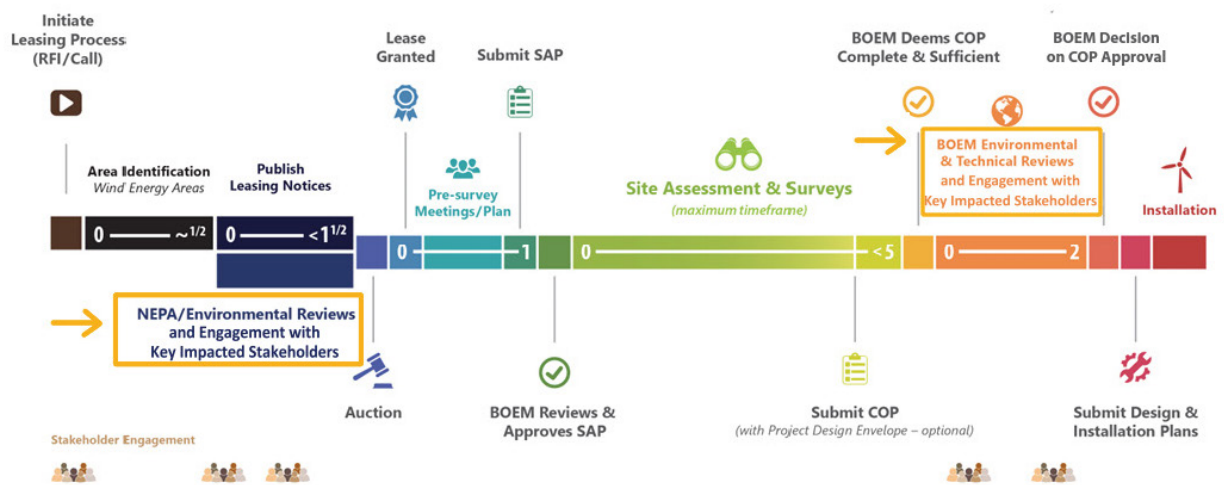 Initiate
Leasing Process
(RFI/Call)
Lease
Granted
Submit SAP
BOEM Deems COP
Complete & Sufficient
BOEM Decision
on COP Approval
Area Identification
Wind Energy Areas
Publish
Leasing Notices
Pre-survey
Meetings/Plan
Site Assessment & Surveys
(maximum timeframe)
BOEM Environmental
& Technical Reviews
and Engagement with
Key Impacted Stakeholders
Installation
0 ~1/2
0 <1 1/2
0 1
0 <5
0 2
NEPA/Environmental Reviews
and Engagement with
Key Impacted Stakeholders
Auction
BOEM Reviews &
Approves SAP
Submit COP
(with Project Design Envelope – optional)
Submit Design &
Installation Plans
Stakeholder Engagement